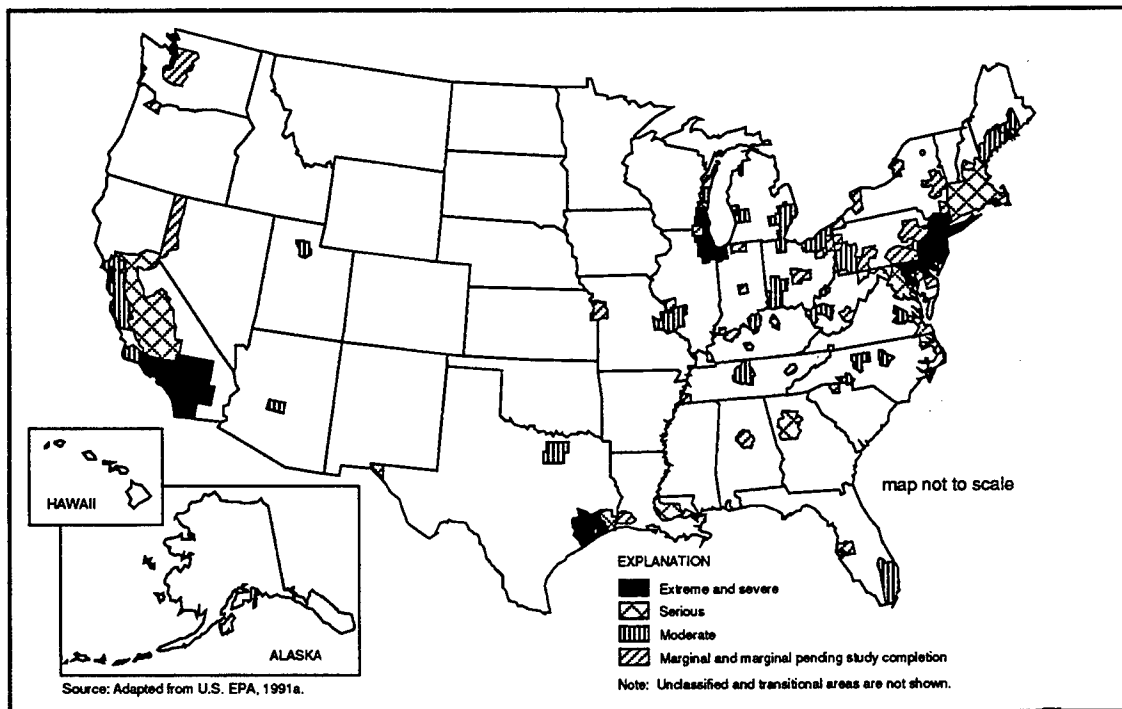 map not to scale
HAWAII
ALASKA
EXPLANATION
Extreme and severe
Serious
Moderate
Marginal and marginal pending study completion
Note: Unclassified and transitional areas are not shown.
Source: Adapted from U.S. EPA, 1991a.